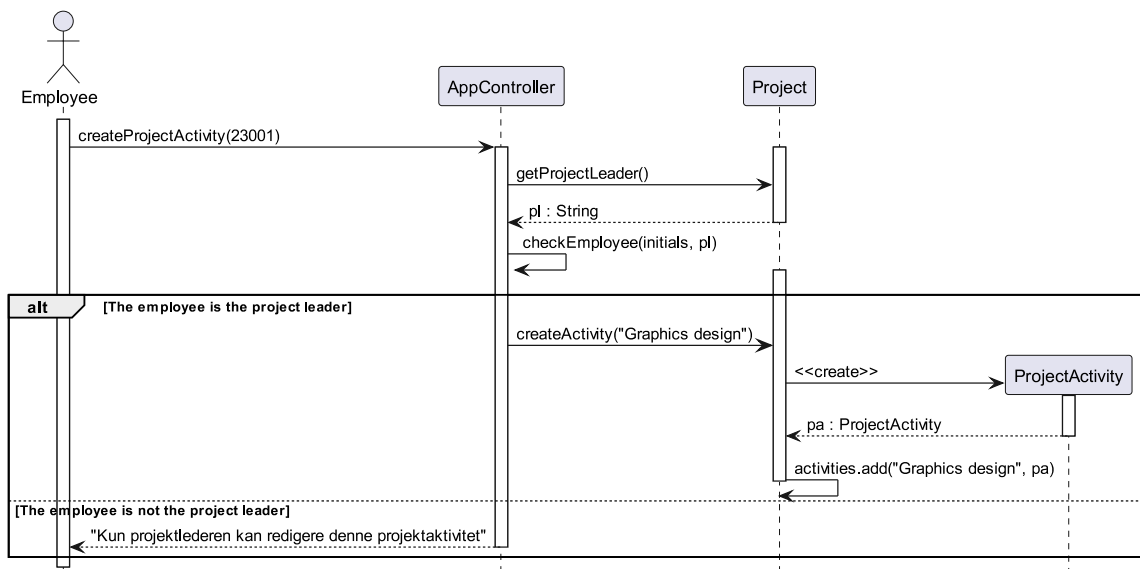 Employee
AppController
Project
createProjectActivity(23001)
getProjectLeader()
pl : String
checkEmployee(initials, pl)
alt
[The employee is the project leader]
createActivity("Graphics design")
<<create>>
ProjectActivity
pa : ProjectActivity
activities.add("Graphics design", pa)
[The employee is not the project leader]
"Kun projektlederen kan redigere denne projektaktivitet"